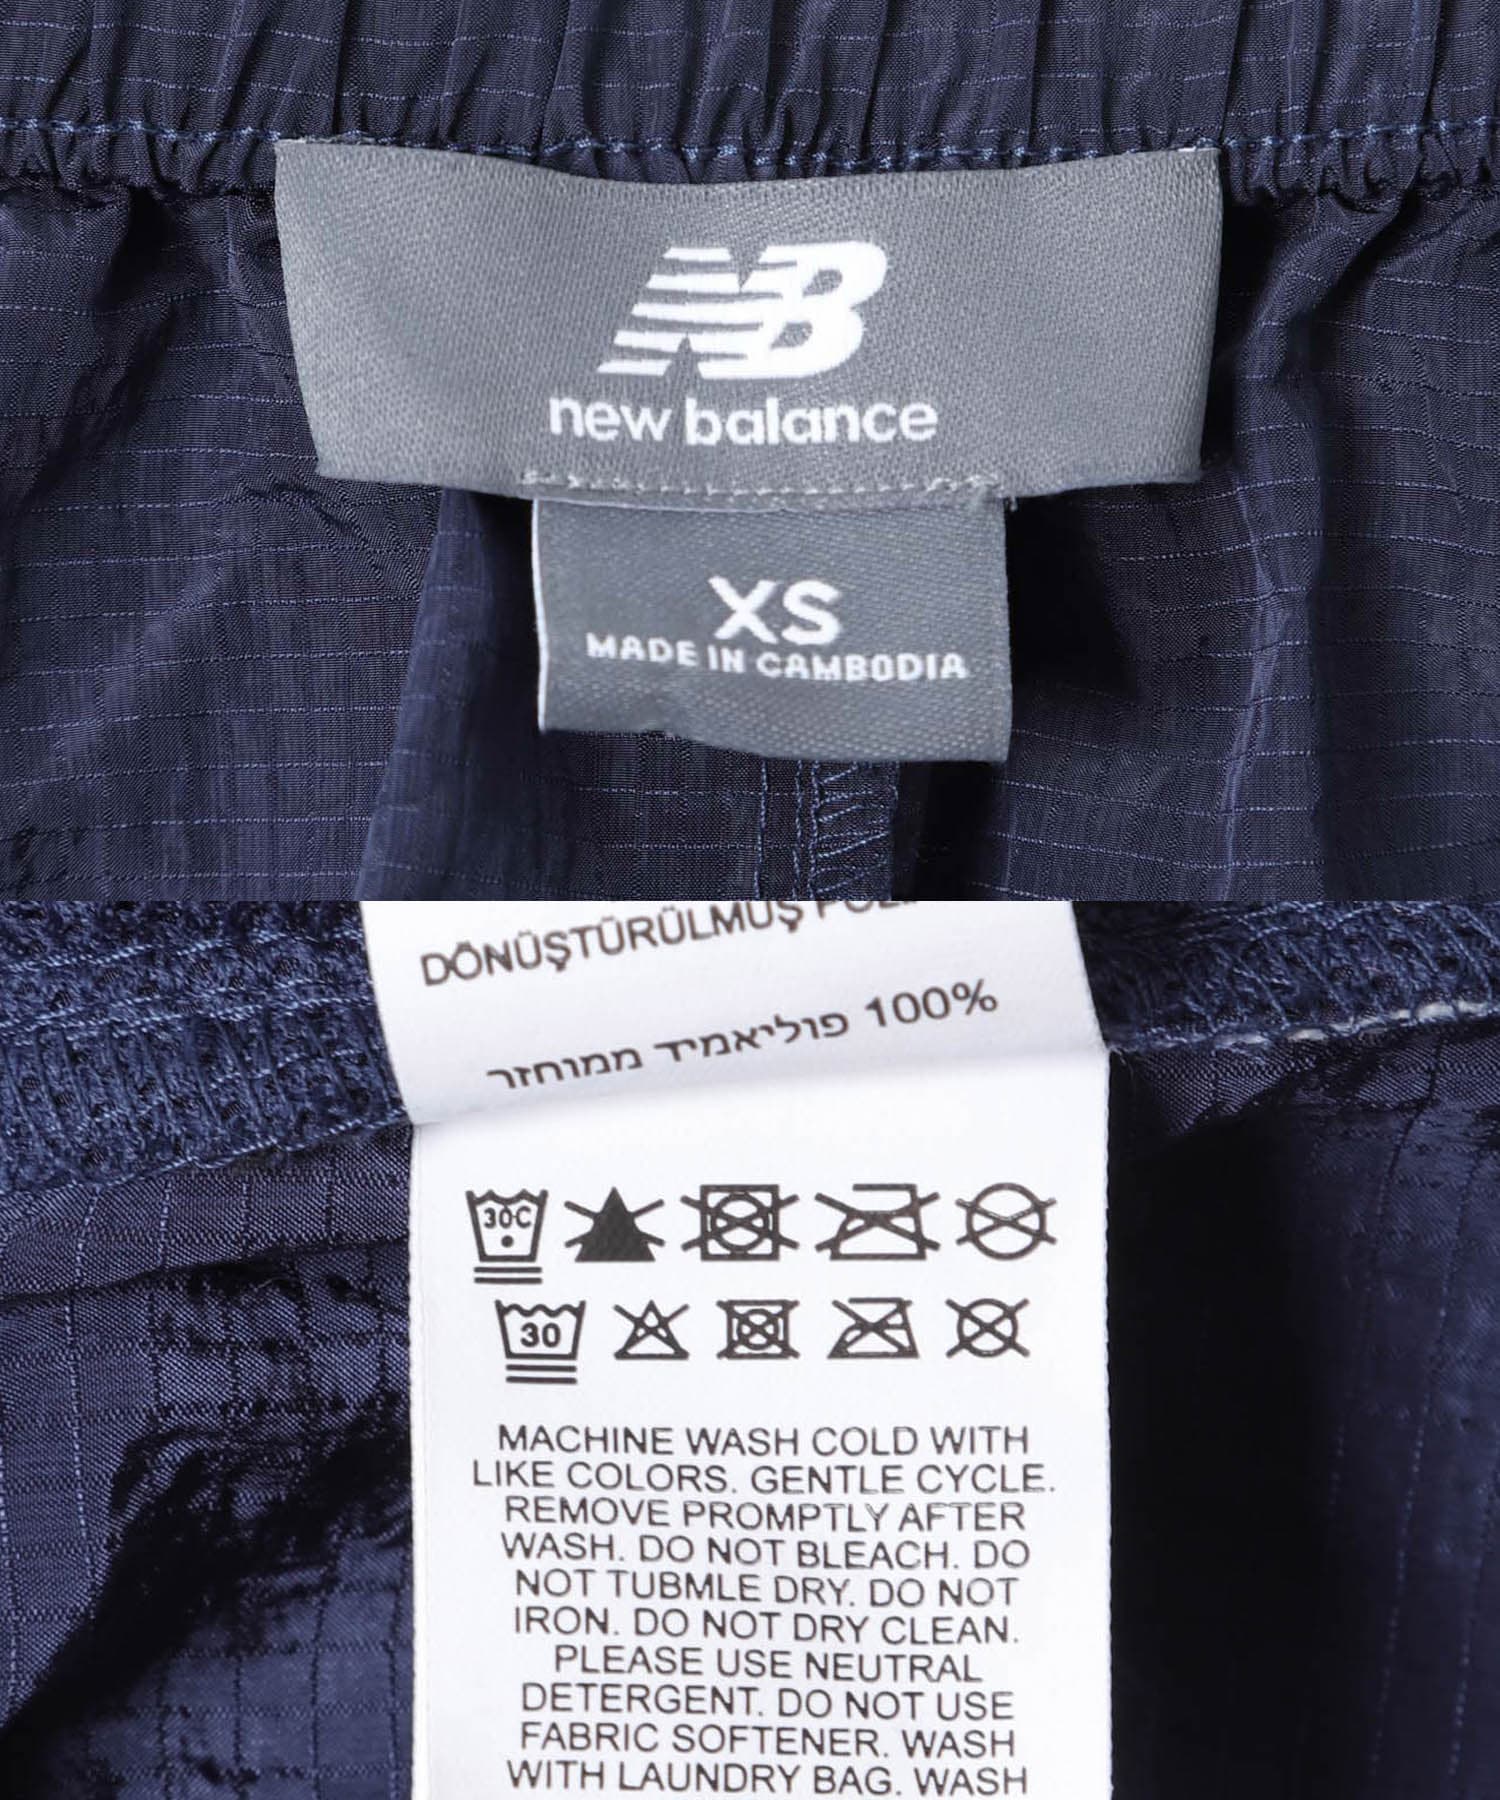 NB
new balance
XS
MADE IN CAMBODIA
DÖNÜŞTÜRÜLMÜŞ
100% פוליאמיד ממוחזר
30°C
30
MACHINE WASH COLD WITH
LIKE COLORS. GENTLE CYCLE.
REMOVE PROMPTLY AFTER
WASH. DO NOT BLEACH. DO
NOT TUBMLE DRY. DO NOT
IRON. DO NOT DRY CLEAN.
PLEASE USE NEUTRAL
DETERGENT. DO NOT USE
FABRIC SOFTENER. WASH
WITH LAUNDRY BAG. WASH